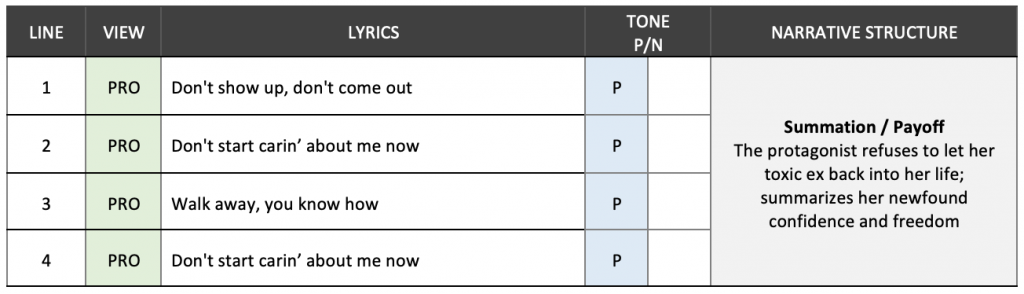 LINE VIEW LYRICS TONE P/N NARRATIVE STRUCTURE
1 PRO Don't show up, don't come out P
2 PRO Don't start carin’ about me now P
3 PRO Walk away, you know how P
4 PRO Don't start carin’ about me now P
Summation / Payoff
The protagonist refuses to let her
toxic ex back into her life;
summarizes her newfound
confidence and freedom